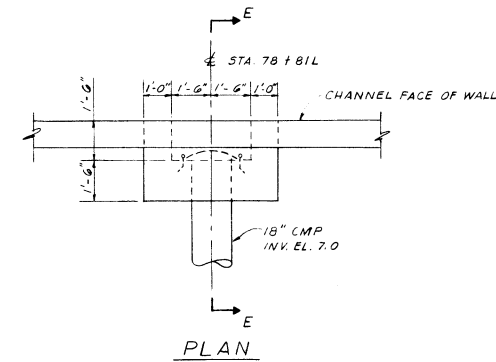 E
℄ STA. 78 + 81L
1'-0" 1'-6" 1'-6" 1'-0"
CHANNEL FACE OF WALL
1'-6"
1'-6"
18" CMP
INV. EL. 7.0
E
PLAN